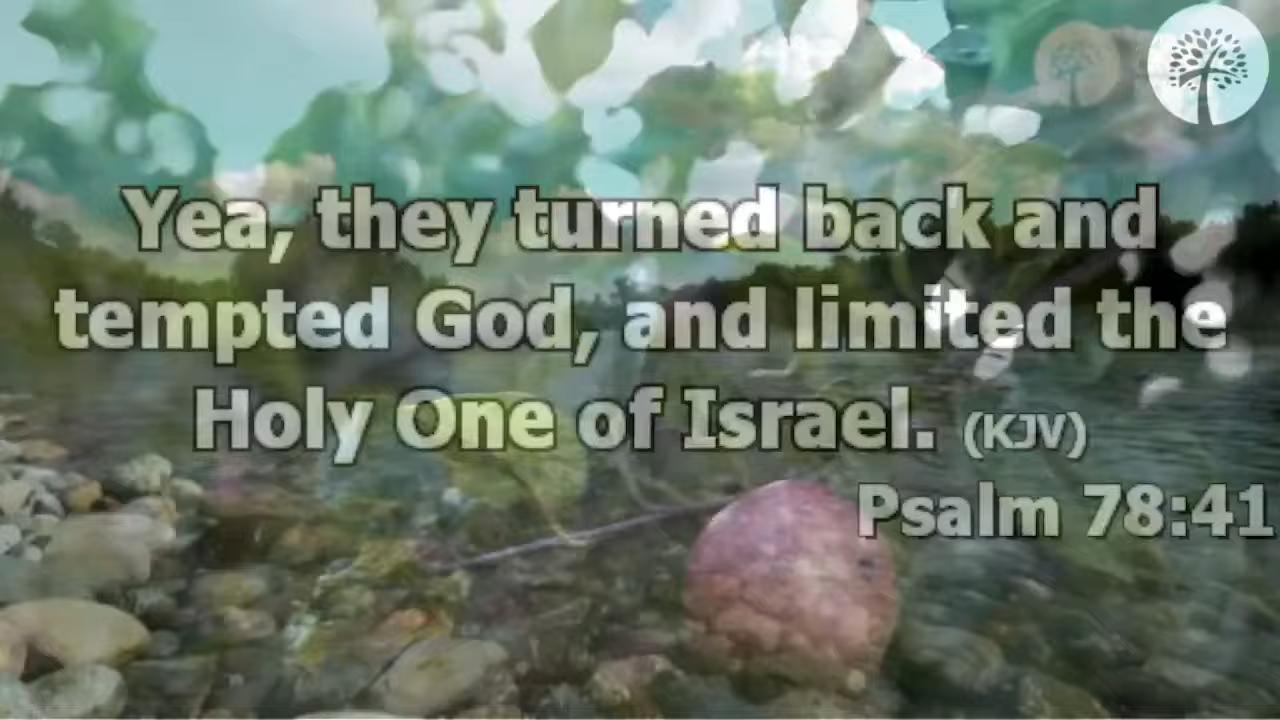 Yea, they turned back and
tempted God, and limited the
Holy One of Israel. (KJV)
Psalm 78:41